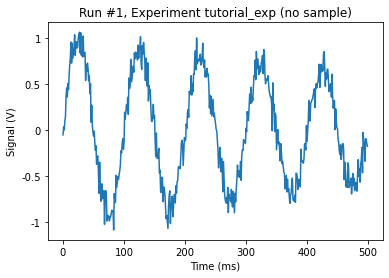 Run #1, Experiment tutorial_exp (no sample)
1
0.5
0
-0.5
-1
Signal (V)
0 100 200 300 400 500
Time (ms)